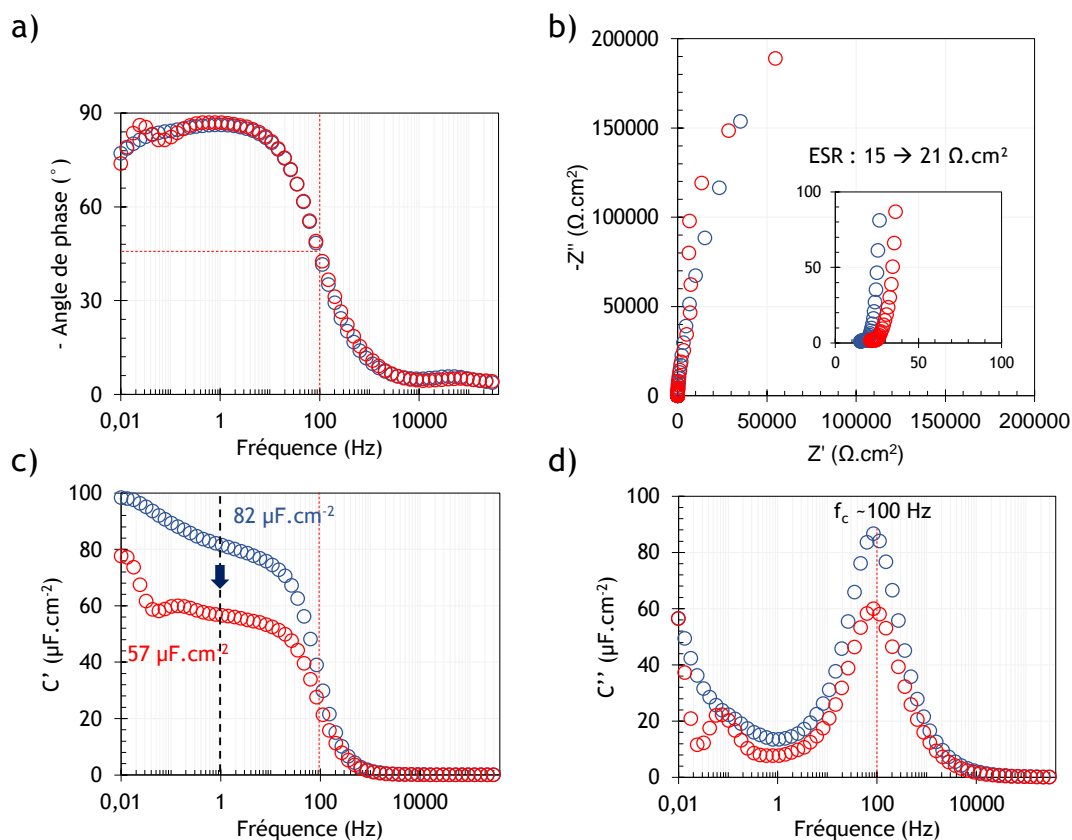 a)
90
60
30
0
- Angle de phase (°)
0,01
1
100
10000
Fréquence (Hz)
b)
200000
150000
100000
50000
0
-Z'' (Ω.cm²)
ESR : 15 → 21 Ω.cm²
100
50
0
0
100
0
50000
100000
150000
200000
Z' (Ω.cm²)
c)
100
80
60
40
20
0
C' (µF.cm⁻²)
82 µF.cm⁻²
57 µF.cm⁻²
0,01
1
100
10000
Fréquence (Hz)
d)
100
80
60
40
20
0
C'' (µF.cm⁻²)
f_c ~100 Hz
0,01
1
100
10000
Fréquence (Hz)